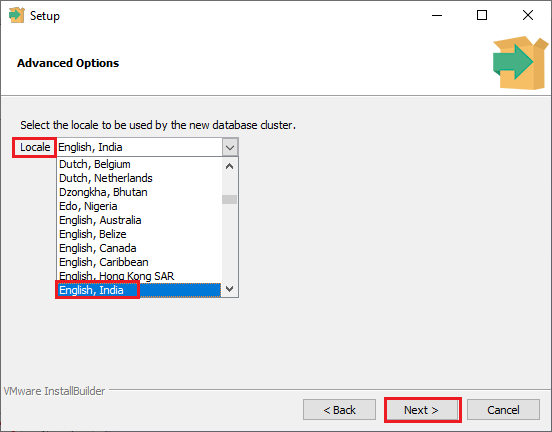 Setup
Advanced Options
Select the locale to be used by the new database cluster.
Locale English, India
Dutch, Belgium
Dutch, Netherlands
Dzongkha, Bhutan
Edo, Nigeria
English, Australia
English, Belize
English, Canada
English, Caribbean
English, Hong Kong SAR
English, India
VMware InstallBuilder
< Back Next > Cancel